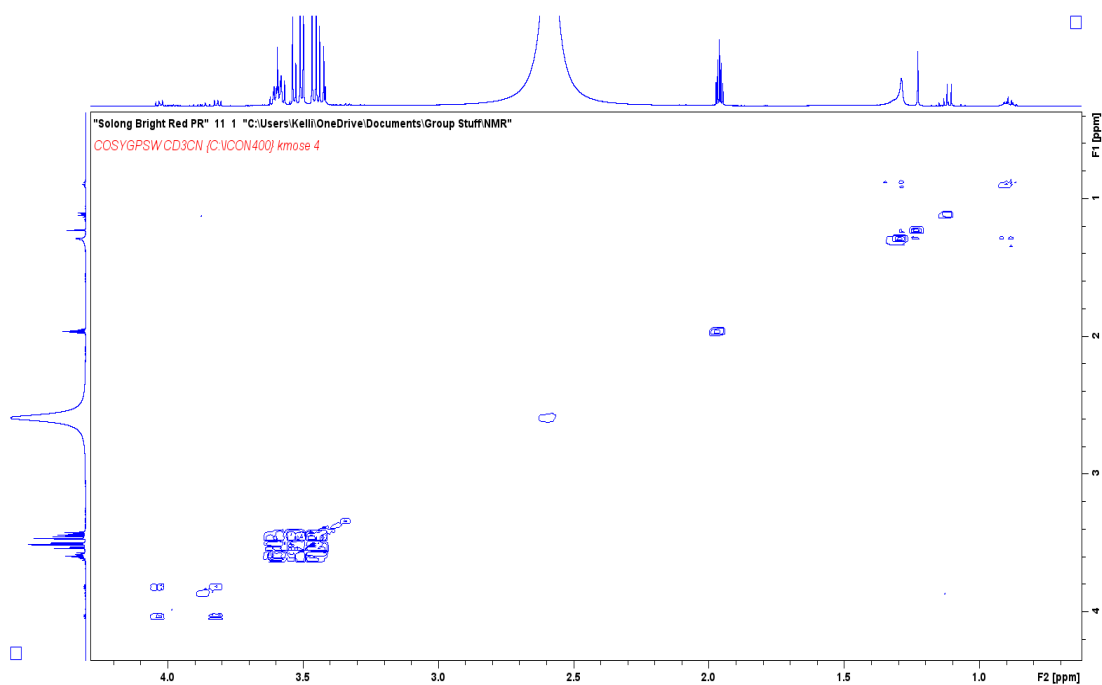 "Solong Bright Red PR" 11 1 "C:\Users\Kelli\OneDrive\Documents\Group Stuff\NMR"
COSYGPSW CD3CN {C:\ICON400} kmose 4
F1 [ppm]
1
2
3
4
4.0 3.5 3.0 2.5 2.0 1.5 1.0 F2 [ppm]